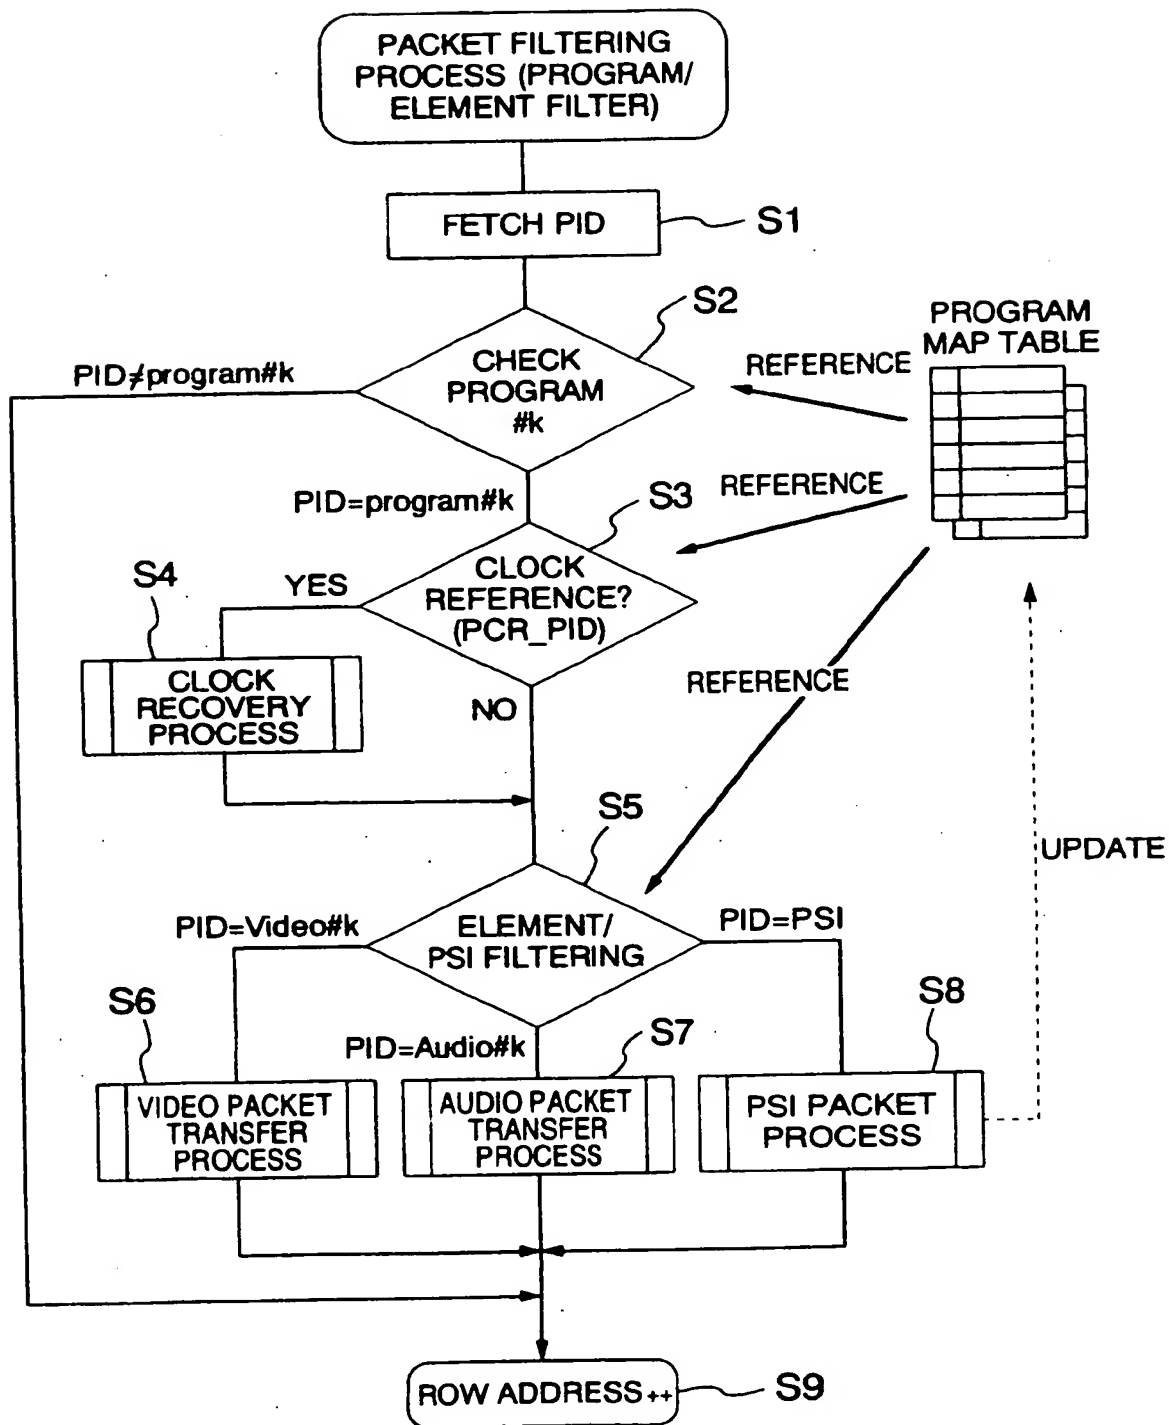 PACKET FILTERING
PROCESS (PROGRAM/
ELEMENT FILTER)
FETCH PID
S1
S2
CHECK
PROGRAM
#k
PID≠program#k
REFERENCE
PROGRAM
MAP TABLE
PID=program#k
S3
REFERENCE
S4
YES
CLOCK
REFERENCE?
(PCR_PID)
CLOCK
RECOVERY
PROCESS
NO
REFERENCE
S5
UPDATE
PID=Video#k
ELEMENT/
PSI FILTERING
PID=PSI
S6
PID=Audio#k
S7
S8
VIDEO PACKET
TRANSFER
PROCESS
AUDIO PACKET
TRANSFER
PROCESS
PSI PACKET
PROCESS
ROW ADDRESS++
S9